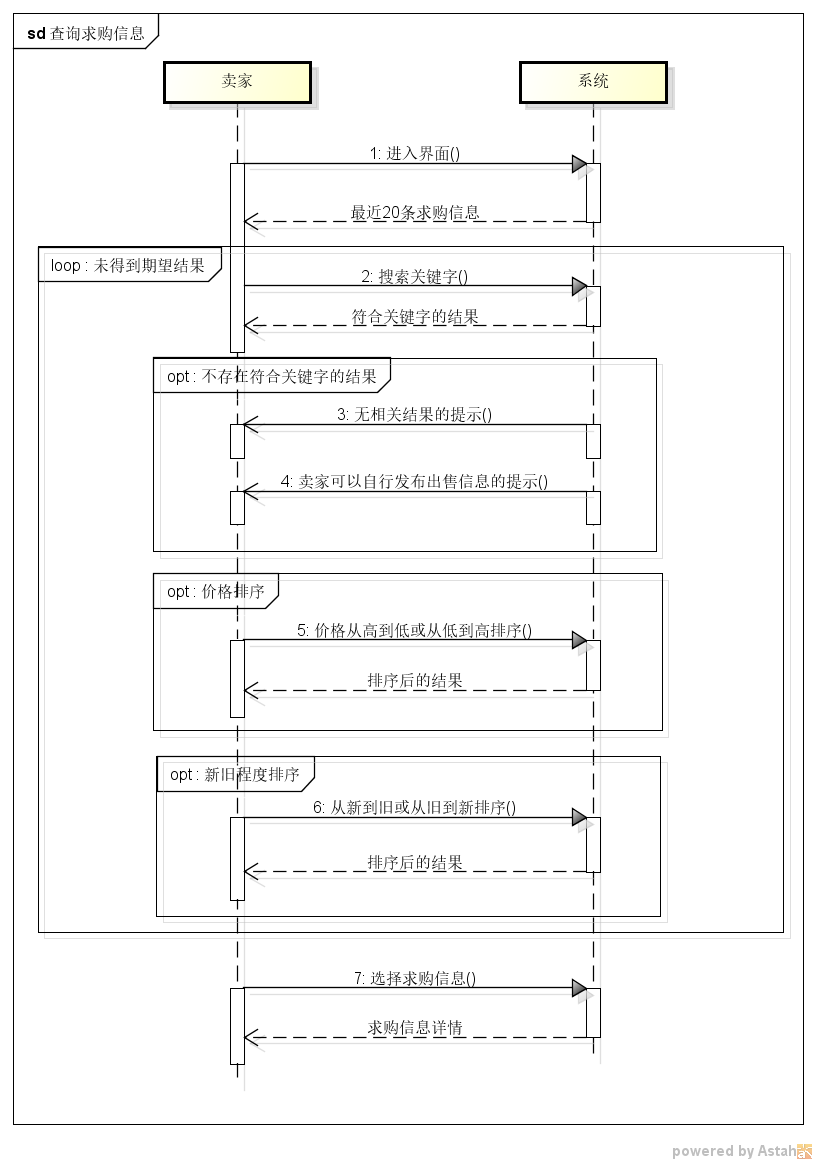 sd 查询求购信息
卖家
系统
1: 进入界面()
最近20条求购信息
loop : 未得到期望结果
2: 搜索关键字()
符合关键字的结果
opt : 不存在符合关键字的结果
3: 无相关结果的提示()
4: 卖家可以自行发布出售信息的提示()
opt : 价格排序
5: 价格从高到低或从低到高排序()
排序后的结果
opt : 新旧程度排序
6: 从新到旧或从旧到新排序()
排序后的结果
7: 选择求购信息()
求购信息详情
powered by Astah